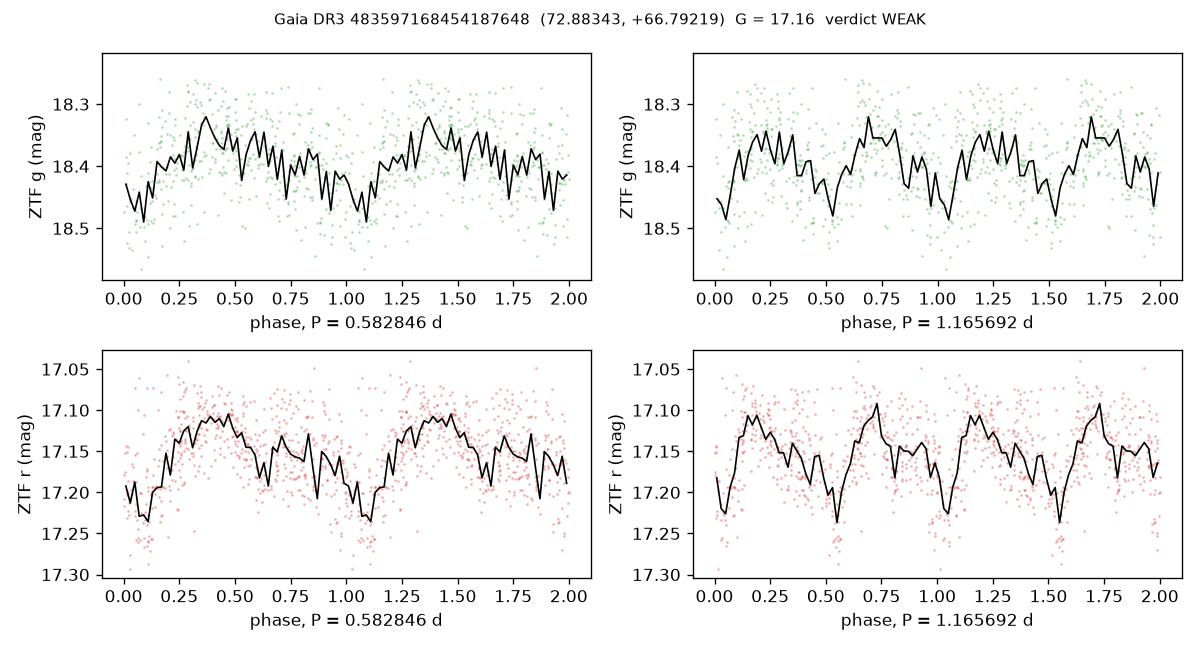 Gaia DR3 483597168454187648 (72.88343, +66.79219) G = 17.16 verdict WEAK
ZTF g (mag)
18.3
18.4
18.5
0.00 0.25 0.50 0.75 1.00 1.25 1.50 1.75 2.00
phase, P = 0.582846 d
ZTF g (mag)
18.3
18.4
18.5
0.00 0.25 0.50 0.75 1.00 1.25 1.50 1.75 2.00
phase, P = 1.165692 d
ZTF r (mag)
17.05
17.10
17.15
17.20
17.25
17.30
0.00 0.25 0.50 0.75 1.00 1.25 1.50 1.75 2.00
phase, P = 0.582846 d
ZTF r (mag)
17.05
17.10
17.15
17.20
17.25
17.30
0.00 0.25 0.50 0.75 1.00 1.25 1.50 1.75 2.00
phase, P = 1.165692 d